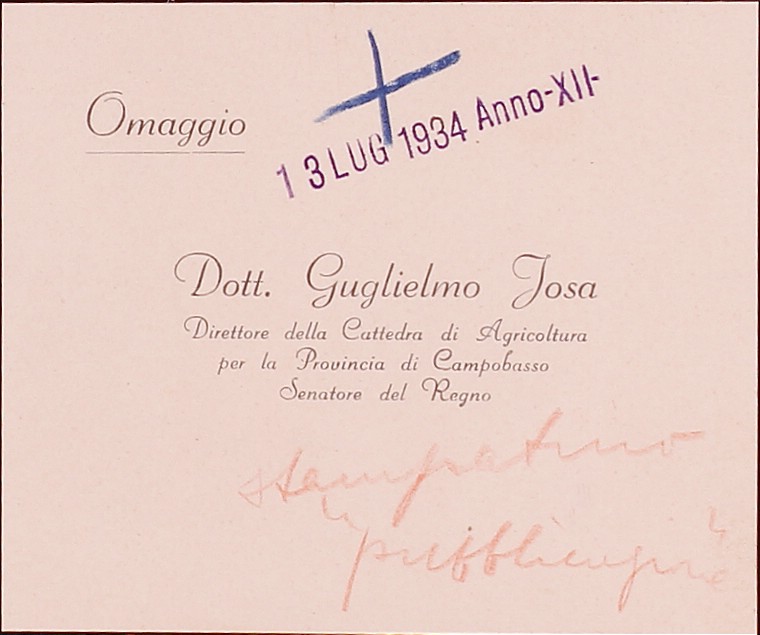 Omaggio
13 LUG 1934 Anno-XII-
Dott. Guglielmo Josa
Direttore della Cattedra di Agricoltura
per la Provincia di Campobasso
Senatore del Regno